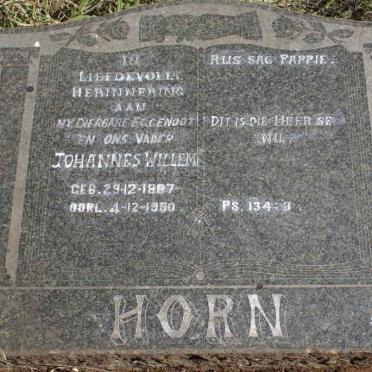 IN
LIEFDEVOLLE
HERINNERING
AAN
MY DIERBARE EGGENOOT
EN ONS VADER
JOHANNES WILLEM
GEB. 29-12-1887
OORL. 4-12-1950
RUS SAG PAPPIE.
DIT IS DIE HEER SE
WIL.
PS. 134:3.
HORN